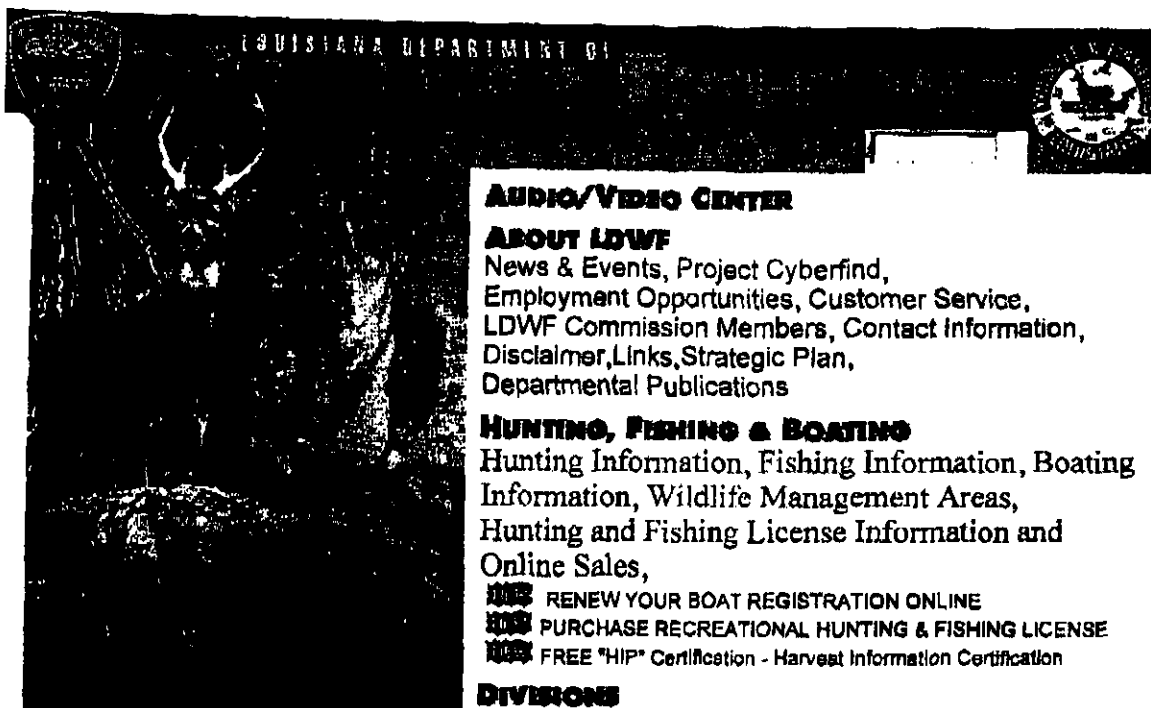 LOUISIANA DEPARTMENT OF
AUDIO/VIDEO CENTER
ABOUT LDWF
News & Events, Project Cyberfind,
Employment Opportunities, Customer Service,
LDWF Commission Members, Contact Information,
Disclaimer,Links,Strategic Plan,
Departmental Publications
HUNTING, FISHING & BOATING
Hunting Information, Fishing Information, Boating
Information, Wildlife Management Areas,
Hunting and Fishing License Information and
Online Sales,
RENEW YOUR BOAT REGISTRATION ONLINE
PURCHASE RECREATIONAL HUNTING & FISHING LICENSE
FREE "HIP" Certification - Harvest Information Certification
DIVISIONS